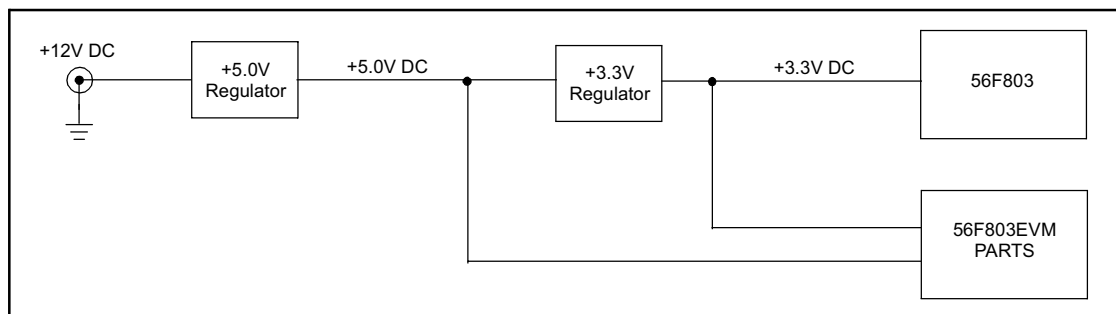 +12V DC
+5.0V
Regulator
+5.0V DC
+3.3V
Regulator
+3.3V DC
56F803
56F803EVM
PARTS